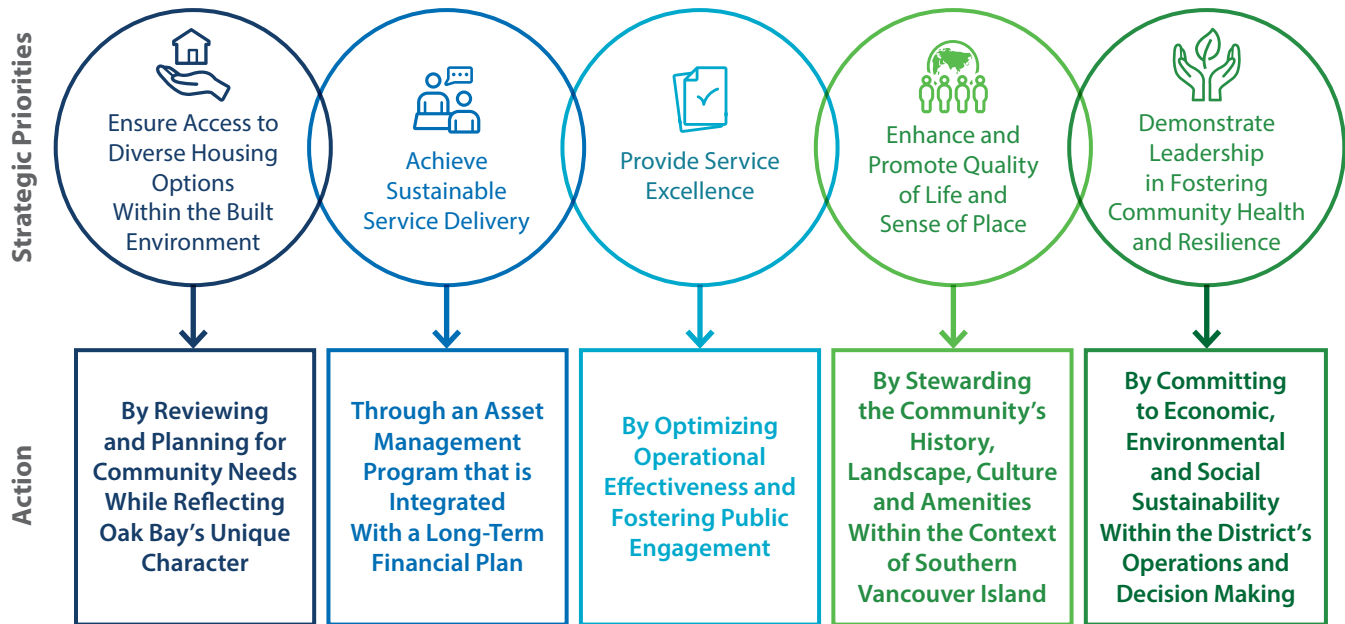 Strategic Priorities
Ensure Access to
Diverse Housing
Options
Within the Built
Environment
Achieve
Sustainable
Service Delivery
Provide Service
Excellence
Enhance and
Promote Quality
of Life and
Sense of Place
Demonstrate
Leadership
in Fostering
Community Health
and Resilience
Action
By Reviewing
and Planning for
Community Needs
While Reflecting
Oak Bay’s Unique
Character
Through an Asset
Management
Program that is
Integrated
With a Long-Term
Financial Plan
By Optimizing
Operational
Effectiveness and
Fostering Public
Engagement
By Stewarding
the Community’s
History,
Landscape, Culture
and Amenities
Within the Context
of Southern
Vancouver Island
By Committing
to Economic,
Environmental
and Social
Sustainability
Within the District’s
Operations and
Decision Making